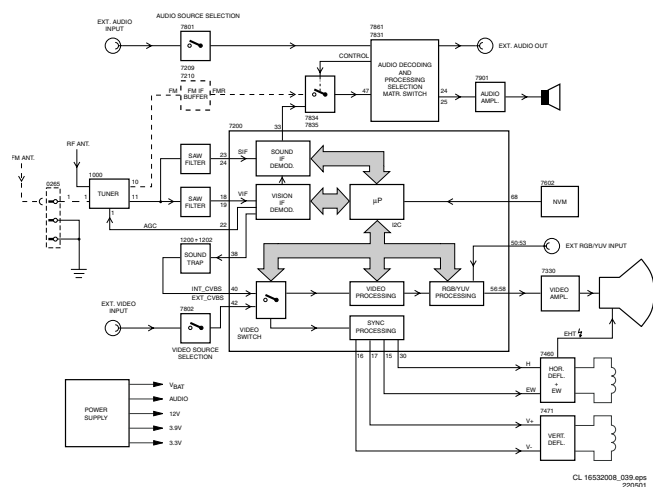 AUDIO SOURCE SELECTION
EXT. AUDIO
INPUT
7801
7861
7831
EXT. AUDIO OUT
CONTROL
AUDIO DECODING
AND
PROCESSING
SELECTION
MATR. SWITCH
7209
7210
FM
FM IF
BUFFER
FMR
47
24
25
7901
AUDIO
AMPL.
7834
7835
33
7200
RF ANT.
FM ANT.
0265
1000
TUNER
1
1
10
11
1
SAW
FILTER
23
24
SIF
SOUND
IF
DEMOD.
SAW
FILTER
18
19
VIF
VISION
IF
DEMOD.
µP
I2C
68
7602
NVM
AGC
22
1200÷1202
SOUND
TRAP
38
50:53
EXT RGB/YUV INPUT
INT_CVBS
40
EXT_CVBS
42
EXT. VIDEO
INPUT
7802
VIDEO SOURCE
SELECTION
VIDEO
SWITCH
VIDEO
PROCESSING
RGB/YUV
PROCESSING
56:58
7330
VIDEO
AMPL.
SYNC
PROCESSING
16
17
15
30
EHT
7460
H
EW
HOR.
DEFL.
+
EW
7471
V+
V-
VERT.
DEFL.
POWER
SUPPLY
VBAT
AUDIO
12V
3.9V
3.3V
CL 16532008_039.eps
220501